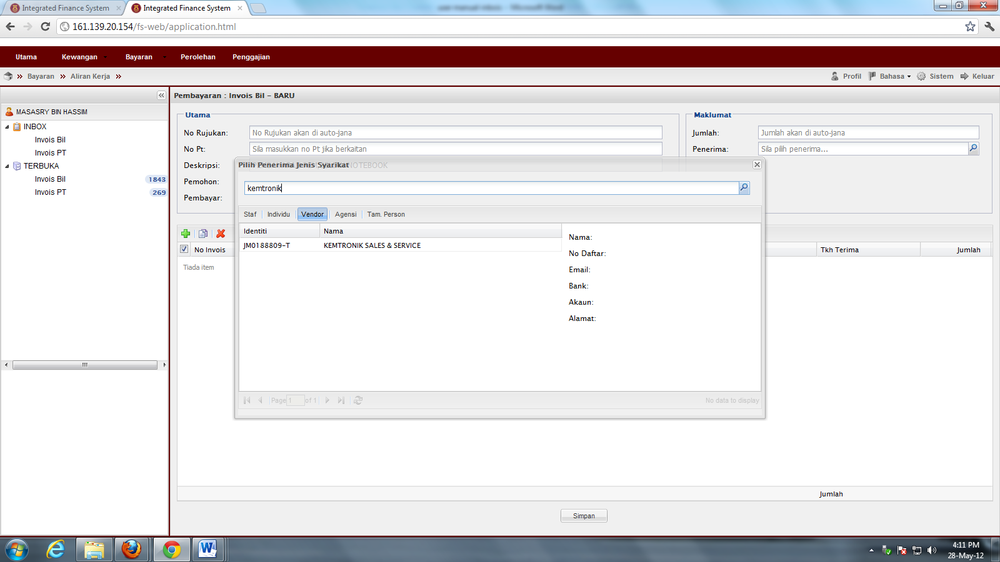 Integrated Finance System
Integrated Finance System
161.139.20.154/fs-web/application.html
Utama Kewangan Bayaran Perolehan Penggajian
Bayaran » Aliran Kerja »
Profil Bahasa Sistem Keluar
MASASRY BIN HASSIM
INBOX
Invois Bil
Invois PT
TERBUKA
Invois Bil 1843
Invois PT 269
Pembayaran : Invois Bil - BARU
Utama
No Rujukan: No Rujukan akan di auto-jana
No Pt: Sila masukkan no Pt jika berkaitan
Deskripsi: NOTEBOOK
Pemohon:
Pembayar:
Maklumat
Jumlah: Jumlah akan di auto-jana
Penerima: Sila pilih penerima...
Pilih Penerima Jenis Syarikat
kemtronik
Staf Individu Vendor Agensi Tam. Person
Identiti Nama
JM0188809-T KEMTRONIK SALES & SERVICE
Nama:
No Daftar:
Email:
Bank:
Akaun:
Alamat:
Page 1 of 1
No data to display
No Invois Tkh Terima Jumlah
Tiada item
Jumlah
Simpan
4:11 PM
28-May-12